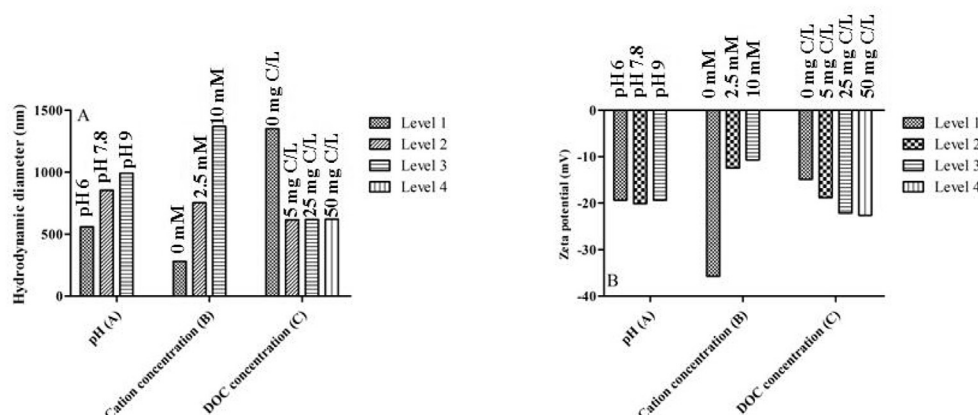 A
Hydrodynamic diameter (nm)
1500
1000
500
0
pH 6
pH 7.8
pH 9
0 mM
2.5 mM
10 mM
0 mg C/L
5 mg C/L
25 mg C/L
50 mg C/L
pH (A)
Cation concentration (B)
DOC concentration (C)
Level 1
Level 2
Level 3
Level 4
B
Zeta potential (mV)
0
-10
-20
-30
-40
pH 6
pH 7.8
pH 9
0 mM
2.5 mM
10 mM
0 mg C/L
5 mg C/L
25 mg C/L
50 mg C/L
pH (A)
Cation concentration (B)
DOC concentration (C)
Level 1
Level 2
Level 3
Level 4